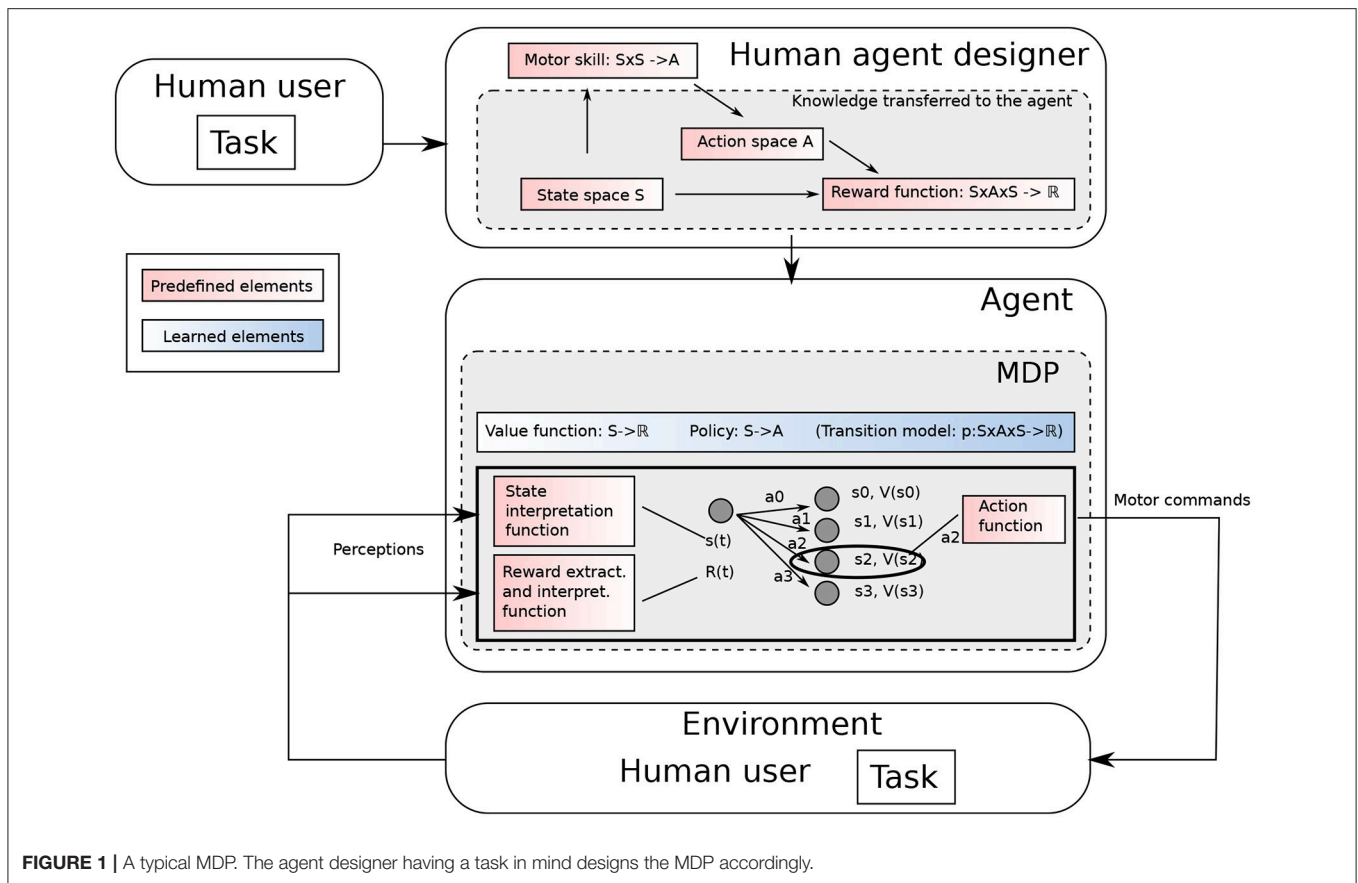 Human user
Task
Human agent designer
Motor skill: SxS ->A
Knowledge transferred to the agent
Action space A
State space S
Reward function: SxAxS -> ℝ
Predefined elements
Learned elements
Agent
MDP
Value function: S->ℝ Policy: S->A (Transition model: p:SxAxS->ℝ)
State
interpretation
function
Reward extract.
and interpret.
function
s(t)
R(t)
a0
a1
a2
a3
s0, V(s0)
s1, V(s1)
s2, V(s2)
s3, V(s3)
a2
Action
function
Motor commands
Perceptions
Environment
Human user
Task
FIGURE 1 | A typical MDP. The agent designer having a task in mind designs the MDP accordingly.